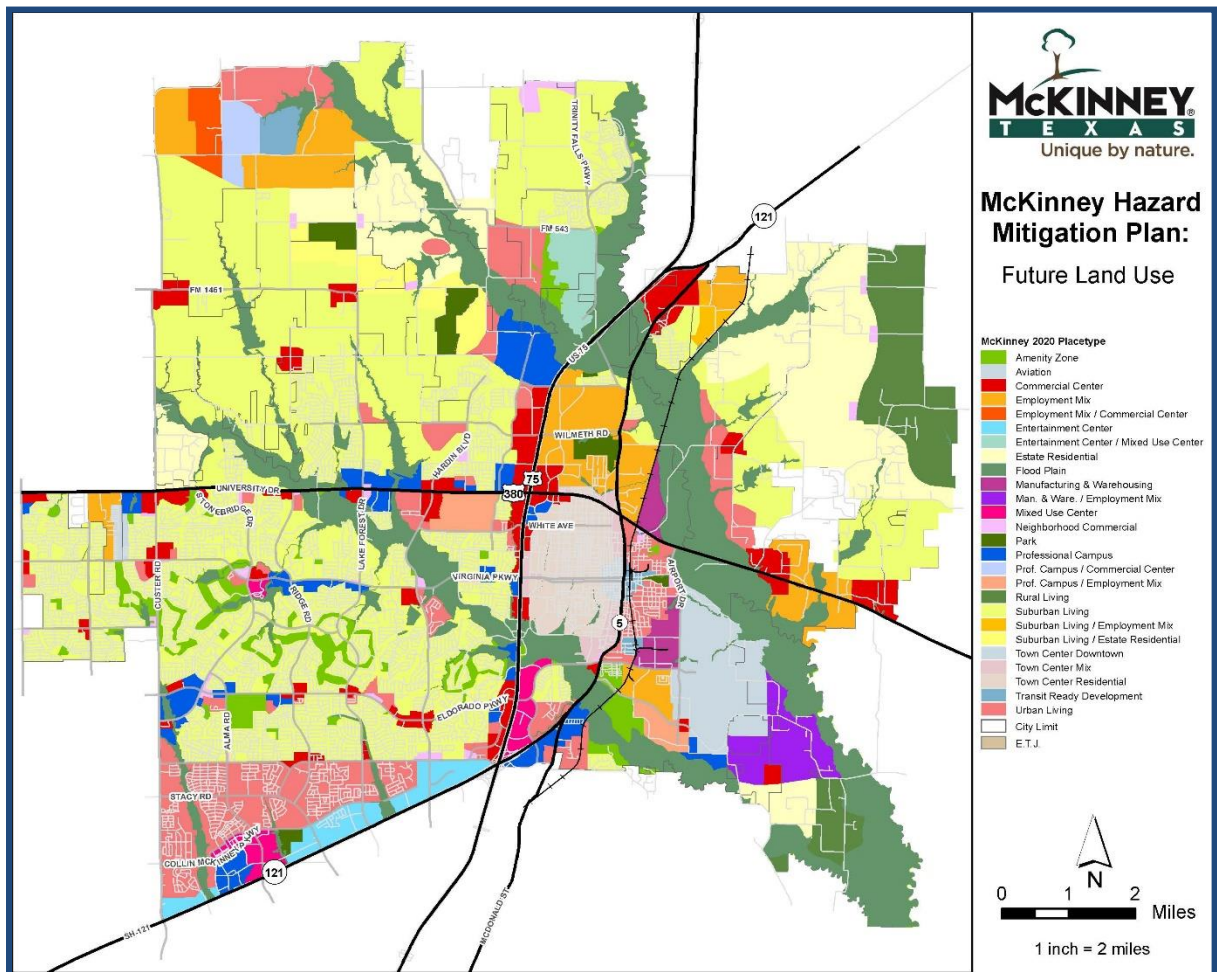 TRINITY FALLS PKWY
121
FM 543
FM 1461
US 75
WILMETH RD
HARDIN BLVD
75
380
UNIVERSITY DR
STONEBRIDGE DR
LAKE FOREST DR
WHITE AVE
CUSTER RD
VIRGINIA PKWY
AIRPORT DR
RIDGE RD
5
ELDORADO PKWY
ALMA RD
STACY RD
COLLIN MCKINNEY PKWY
121
SH-121
MCDONALD ST
McKINNEY®
TEXAS
Unique by nature.
McKinney Hazard
Mitigation Plan:
Future Land Use
McKinney 2020 Placetype
Amenity Zone
Aviation
Commercial Center
Employment Mix
Employment Mix / Commercial Center
Entertainment Center
Entertainment Center / Mixed Use Center
Estate Residential
Flood Plain
Manufacturing & Warehousing
Man. & Ware. / Employment Mix
Mixed Use Center
Neighborhood Commercial
Park
Professional Campus
Prof. Campus / Commercial Center
Prof. Campus / Employment Mix
Rural Living
Suburban Living
Suburban Living / Employment Mix
Suburban Living / Estate Residential
Town Center Downtown
Town Center Mix
Town Center Residential
Transit Ready Development
Urban Living
City Limit
E.T.J.
N
0 1 2
Miles
1 inch = 2 miles